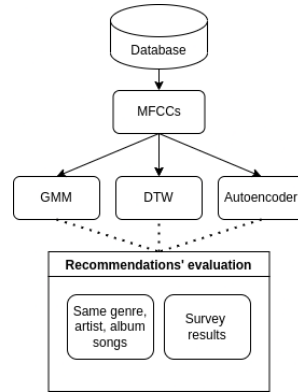 Database
MFCCs
GMM
DTW
Autoencoder
Recommendations' evaluation
Same genre,
artist, album
songs
Survey
results